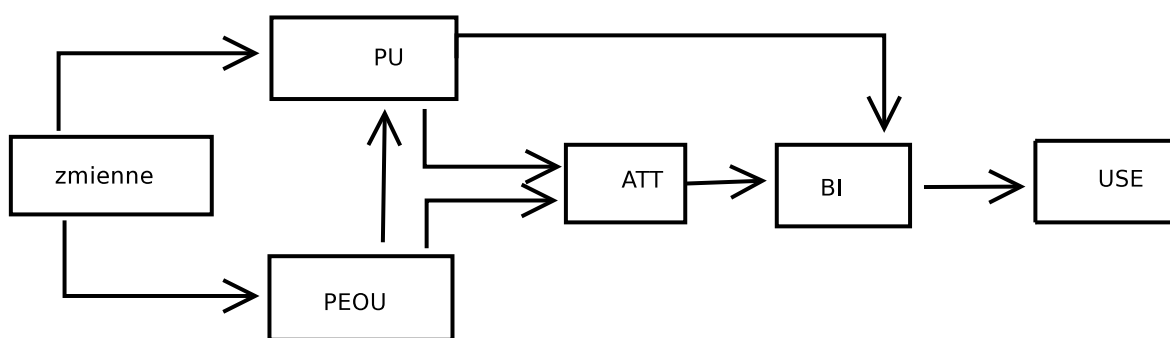 PU
zmienne
ATT
BI
USE
PEOU